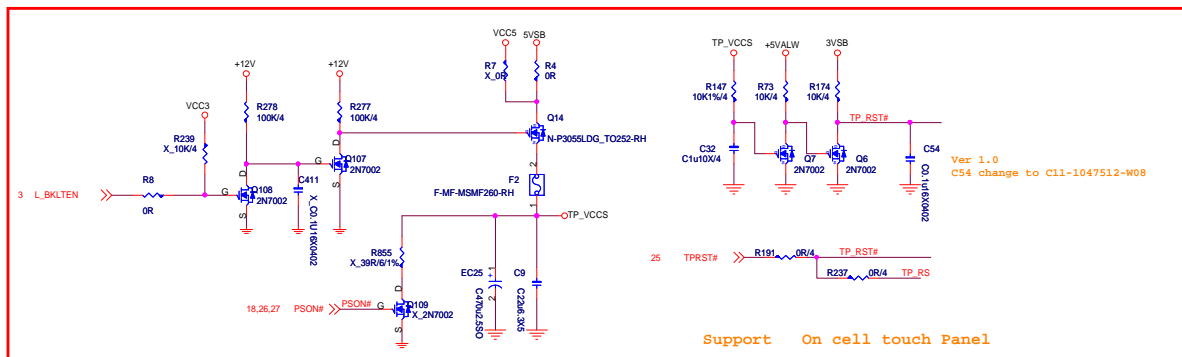 VCC5
5VSB
TP_VCCS
+5VALW
3VSB
+12V
+12V
R7
X_0R
R4
0R
R147
10K1%/4
R73
10K/4
R174
10K/4
VCC3
R278
100K/4
R277
100K/4
Q14
N-P3055LDG_TO252-RH
TP_RST#
R239
X_10K/4
D
G
S
Q107
2N7002
C32
C1u10X/4
Q7
2N7002
Q6
2N7002
C54
C0.1u16X0402
Ver 1.0
C54 change to C11-1047512-W08
3 L_BKLTEN
R8
0R
D
G
S
Q108
2N7002
C411
X_C0.1U16X0402
2
F2
F-MF-MSMF260-RH
1
TP_VCCS
R855
X_39R/6/1%
EC25
+
1
2
C470u2.5SO
C9
C22u6.3X5
25 TPRST#
R191
0R/4
TP_RST#
R237
0R/4
TP_RS
18,26,27 PSON#
PSON#
D
G
S
Q109
X_2N7002
Support On cell touch Panel